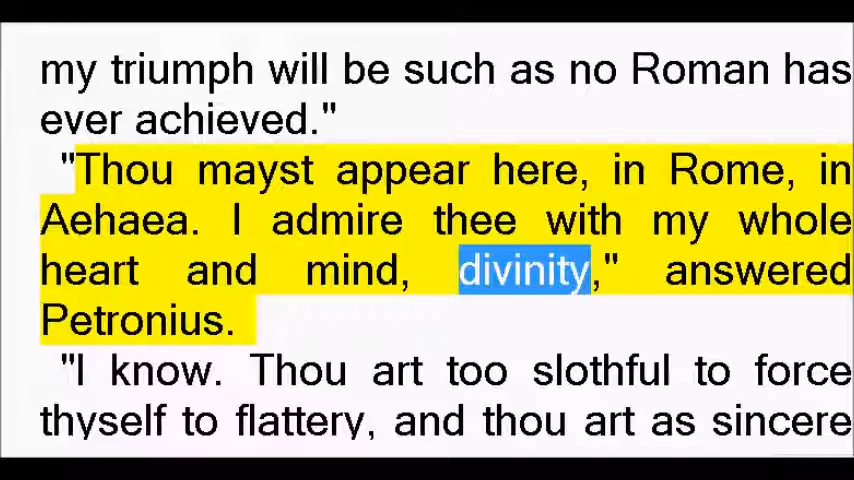 my triumph will be such as no Roman has
ever achieved."
"Thou mayst appear here, in Rome, in
Aehaea. I admire thee with my whole
heart and mind, divinity," answered
Petronius.
"I know. Thou art too slothful to force
thyself to flattery, and thou art as sincere